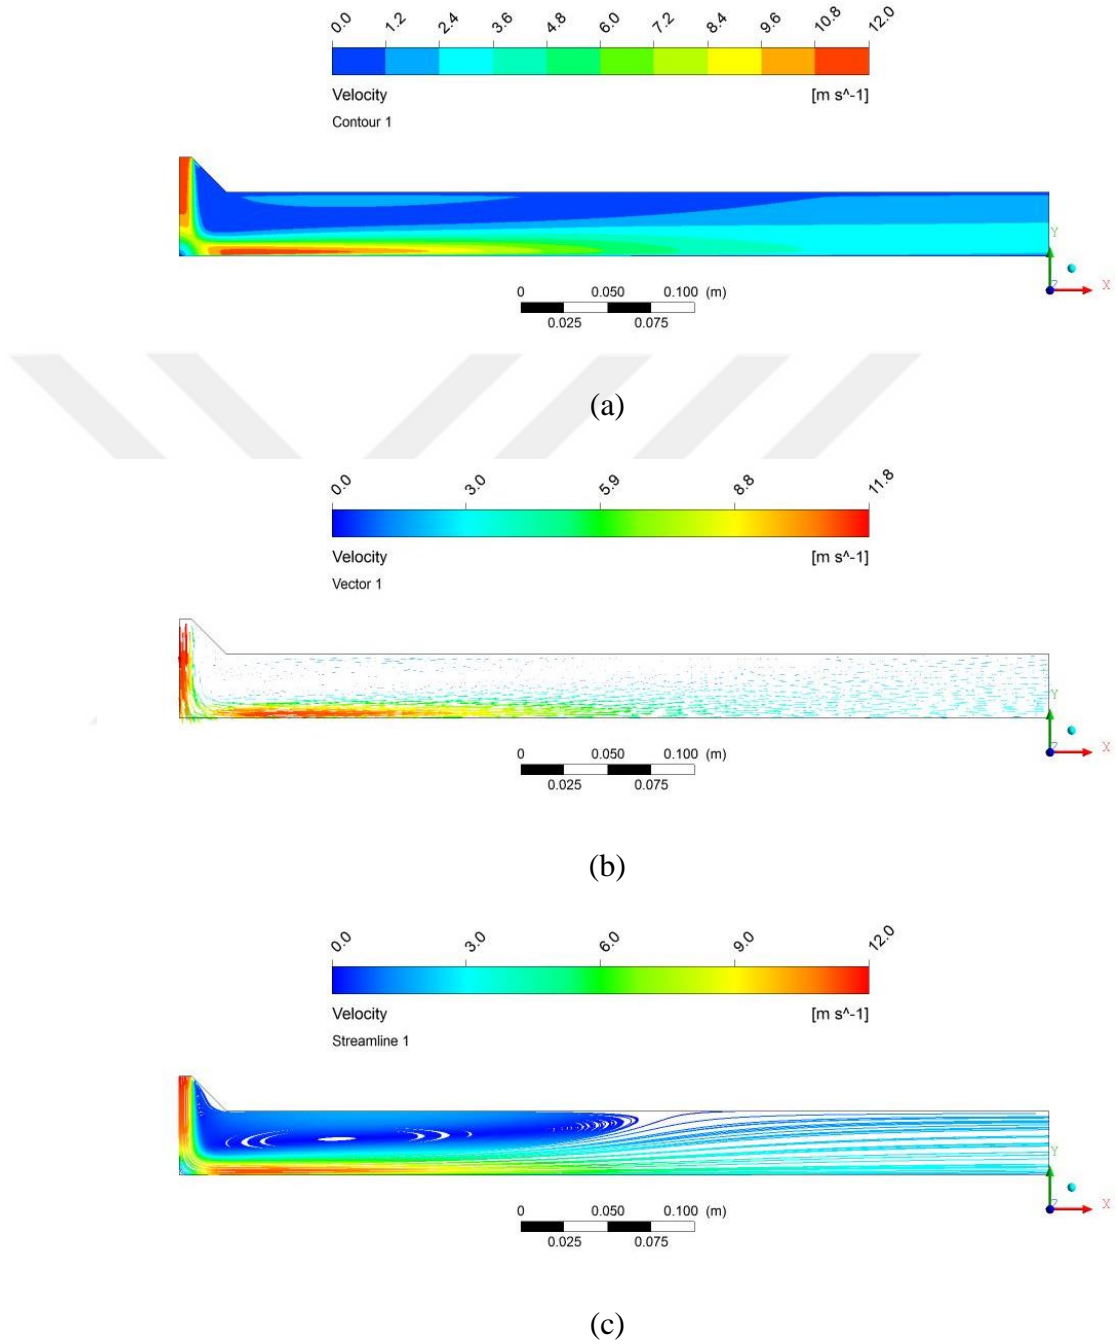 0.0 1.2 2.4 3.6 4.8 6.0 7.2 8.4 9.6 10.8 12.0
Velocity [m s^-1]
Contour 1
Y
Z X
0 0.050 0.100 (m)
0.025 0.075
(a)
0.0 3.0 5.9 8.8 11.8
Velocity [m s^-1]
Vector 1
Y
Z X
0 0.050 0.100 (m)
0.025 0.075
(b)
0.0 3.0 6.0 9.0 12.0
Velocity [m s^-1]
Streamline 1
Y
Z X
0 0.050 0.100 (m)
0.025 0.075
(c)